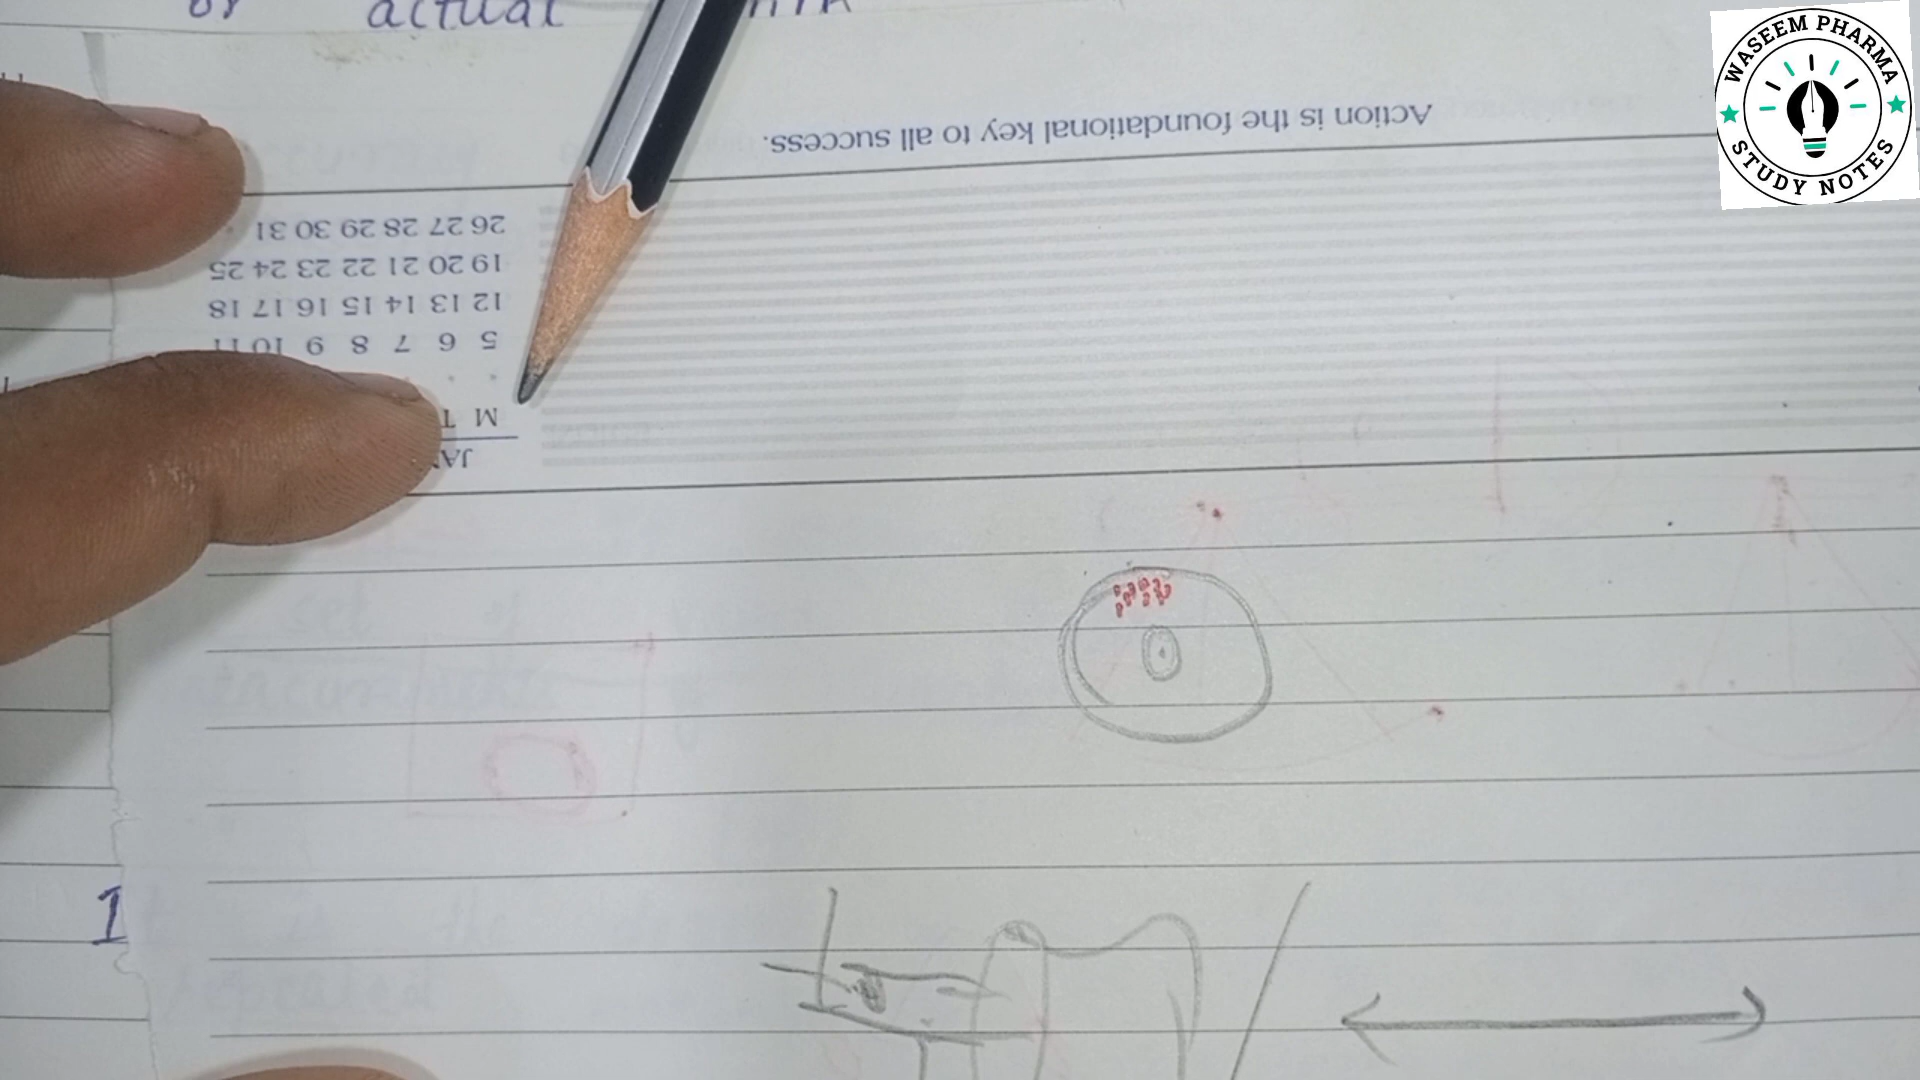 or actual
WASEEM PHARMA
STUDY NOTES
Action is the foundational key to all success.
26 27 28 29 30 31
19 20 21 22 23 24 25
12 13 14 15 16 17 18
5 6 7 8 9 10 11
M T
JA
1